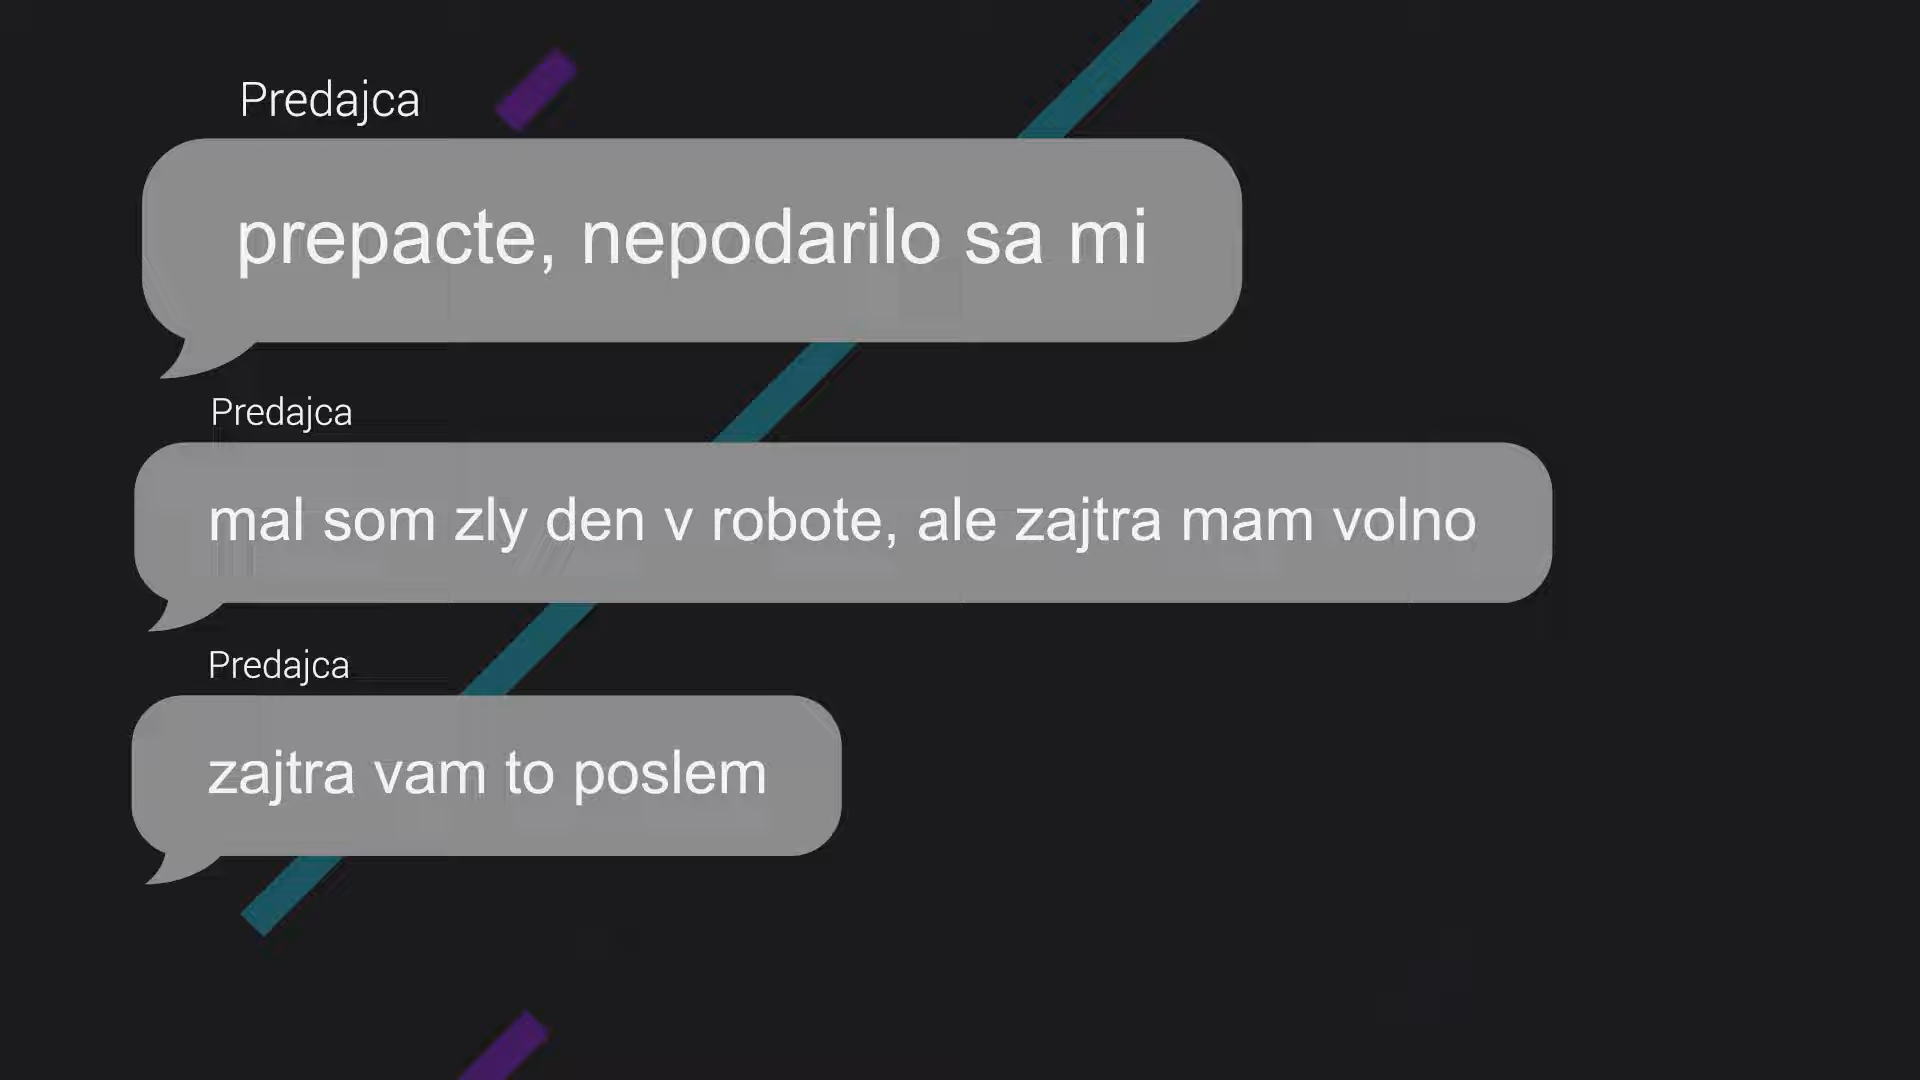 Predajca
prepacte, nepodarilo sa mi
Predajca
mal som zly den v robote, ale zajtra mam volno
Predajca
zajtra vam to poslem